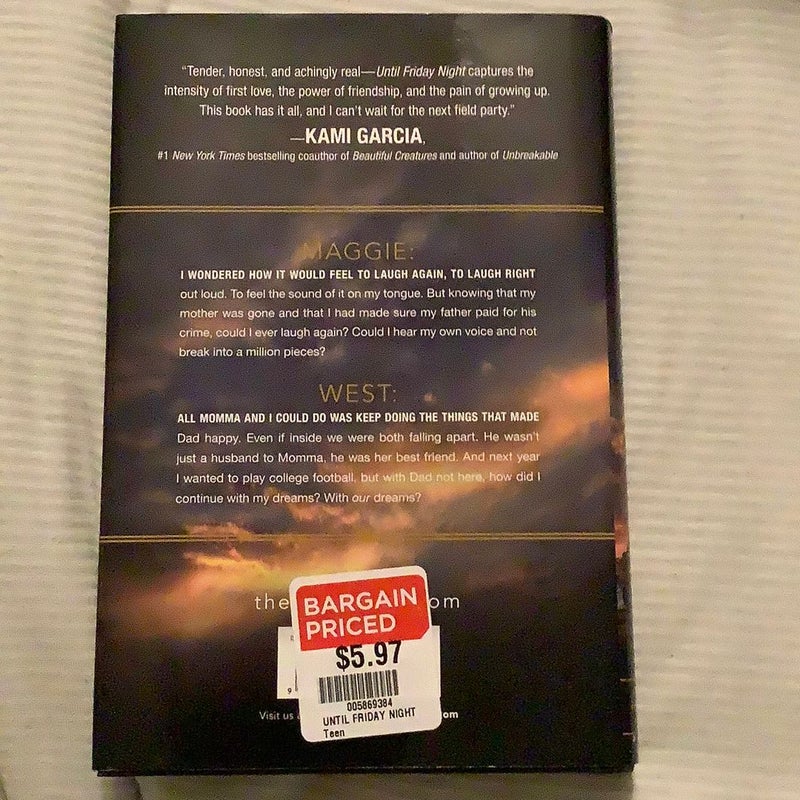 “Tender, honest, and achingly real—Until Friday Night captures the
intensity of first love, the power of friendship, and the pain of growing up.
This book has it all, and I can't wait for the next field party.”
—KAMI GARCIA,
#1 New York Times bestselling coauthor of Beautiful Creatures and author of Unbreakable
MAGGIE:
I WONDERED HOW IT WOULD FEEL TO LAUGH AGAIN, TO LAUGH RIGHT
out loud. To feel the sound of it on my tongue. But knowing that my
mother was gone and that I had made sure my father paid for his
crime, could I ever laugh again? Could I hear my own voice and not
break into a million pieces?
WEST:
ALL MOMMA AND I COULD DO WAS KEEP DOING THE THINGS THAT MADE
Dad happy. Even if inside we were both falling apart. He wasn't
just a husband to Momma, he was her best friend. And next year
I wanted to play college football, but with Dad not here, how did I
continue with my dreams? With our dreams?
the om
BARGAIN
PRICED
$5.97
9
005869384
Visit us om
UNTIL FRIDAY NIGHT
Teen